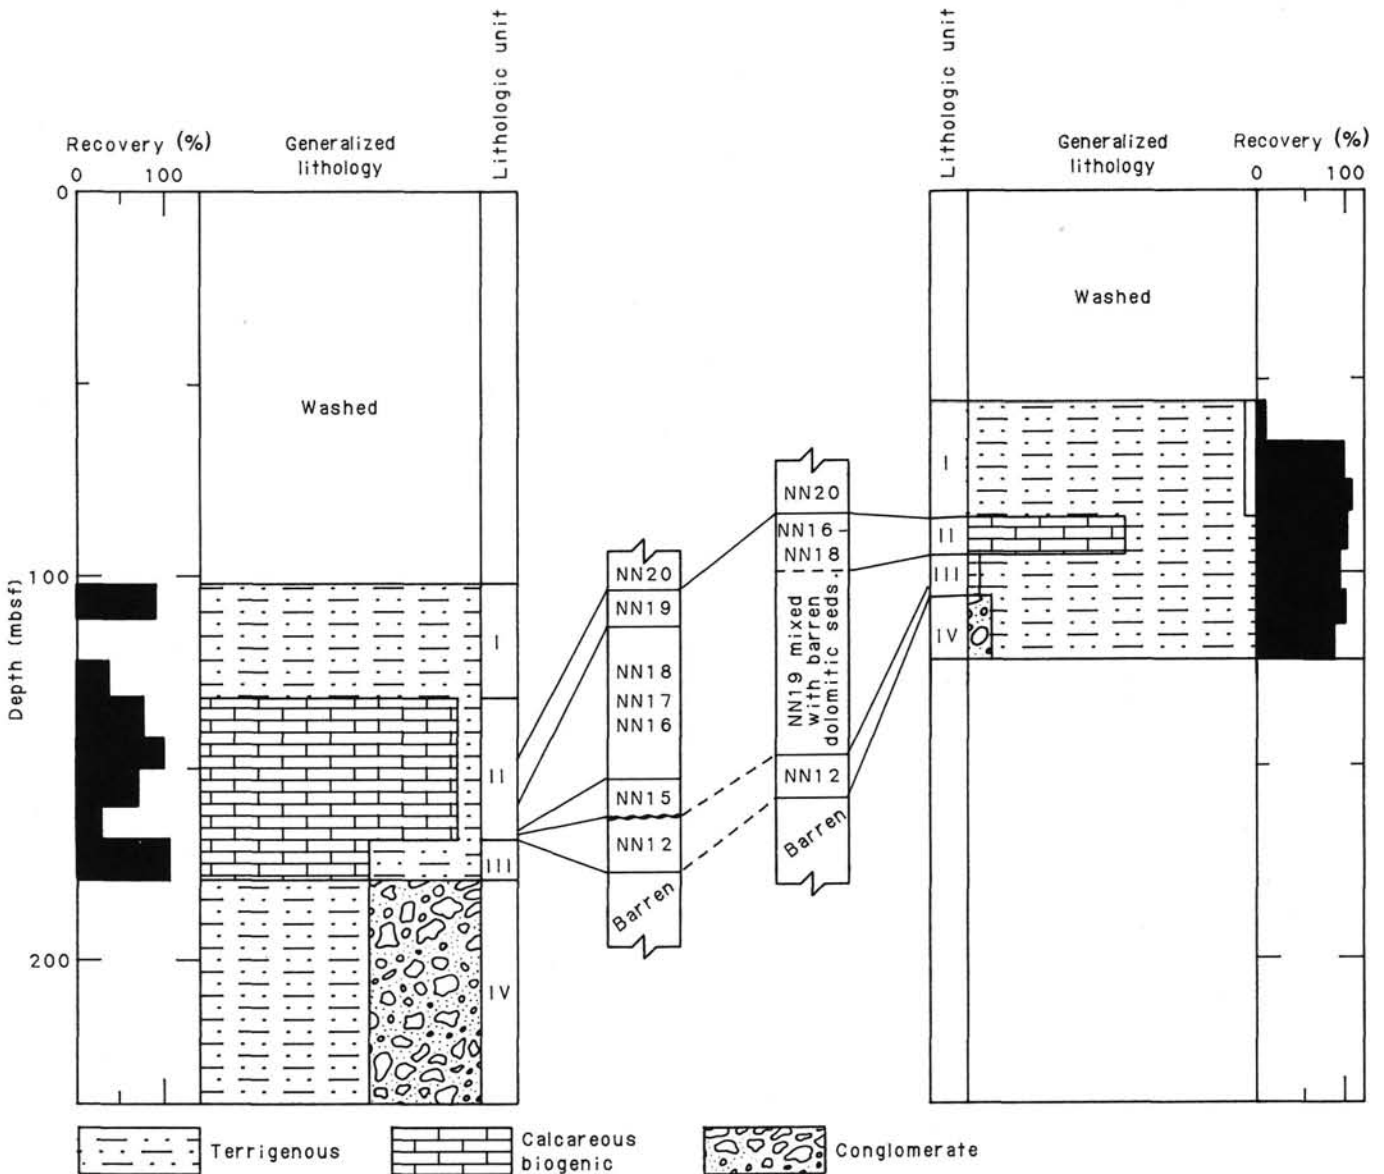 Lithologic unit
Lithologic unit
Recovery (%)
Generalized
lithology
Generalized
lithology
Recovery (%)
0 100
0 100
0
Washed
Washed
I
NN20
II
NN16
NN18
III
IV
NN19 mixed
with barren
dolomitic seds.
NN12
Barren
100
Depth (mbsf)
NN20
NN19
I
NN18
NN17
NN16
II
NN15
NN12
III
Barren
200
IV
Terrigenous
Calcareous
biogenic
Conglomerate